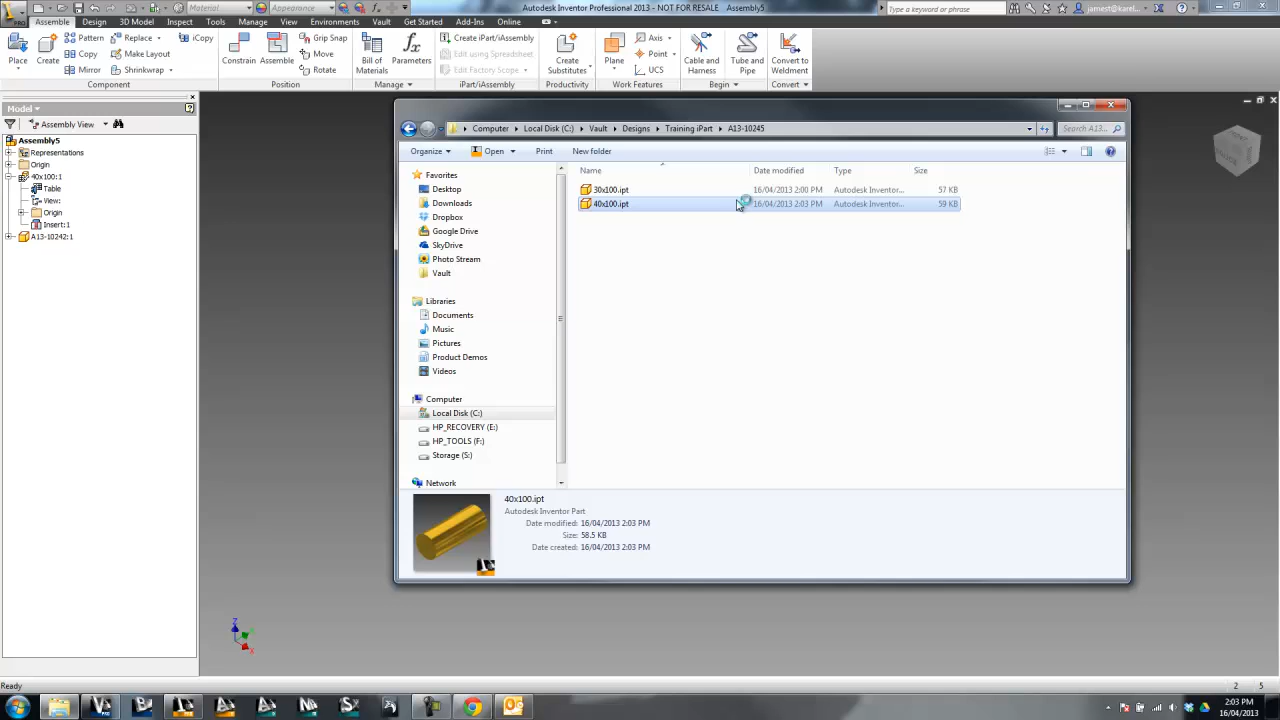 Material
Appearance
Autodesk Inventor Professional 2013 - NOT FOR RESALE
Assembly5
Type a keyword or phrase
jamest@karel...
PRO
Assemble
Design
3D Model
Inspect
Tools
Manage
View
Environments
Vault
Get Started
Add-Ins
Online
Place
Create
Pattern
Copy
Mirror
Replace
Make Layout
Shrinkwrap
iCopy
Component
Constrain
Assemble
Grip Snap
Move
Rotate
Position
Bill of
Materials
Parameters
Manage
Create iPart/iAssembly
Edit using Spreadsheet
Edit Factory Scope
iPart/iAssembly
Create
Substitutes
Productivity
Plane
Axis
Point
UCS
Work Features
Cable and
Harness
Tube and
Pipe
Begin
Convert to
Weldment
Convert
Model
Assembly View
Assembly5
Representations
Origin
40x100:1
Table
View:
Origin
Insert:1
A13-10242:1
Computer
Local Disk (C:)
Vault
Designs
Training iPart
A13-10245
Search A13...
Organize
Open
Print
New folder
Favorites
Desktop
Downloads
Dropbox
Google Drive
SkyDrive
Photo Stream
Vault
Libraries
Documents
Music
Pictures
Product Demos
Videos
Computer
Local Disk (C:)
HP_RECOVERY (E:)
HP_TOOLS (F:)
Storage (S:)
Network
Name Date modified Type Size
30x100.ipt 16/04/2013 2:00 PM Autodesk Inventor... 57 KB
40x100.ipt 16/04/2013 2:03 PM Autodesk Inventor... 59 KB
40x100.ipt
Autodesk Inventor Part
Date modified: 16/04/2013 2:03 PM
Size: 58.5 KB
Date created: 16/04/2013 2:03 PM
Z
X
Ready
2 5
2:03 PM
16/04/2013